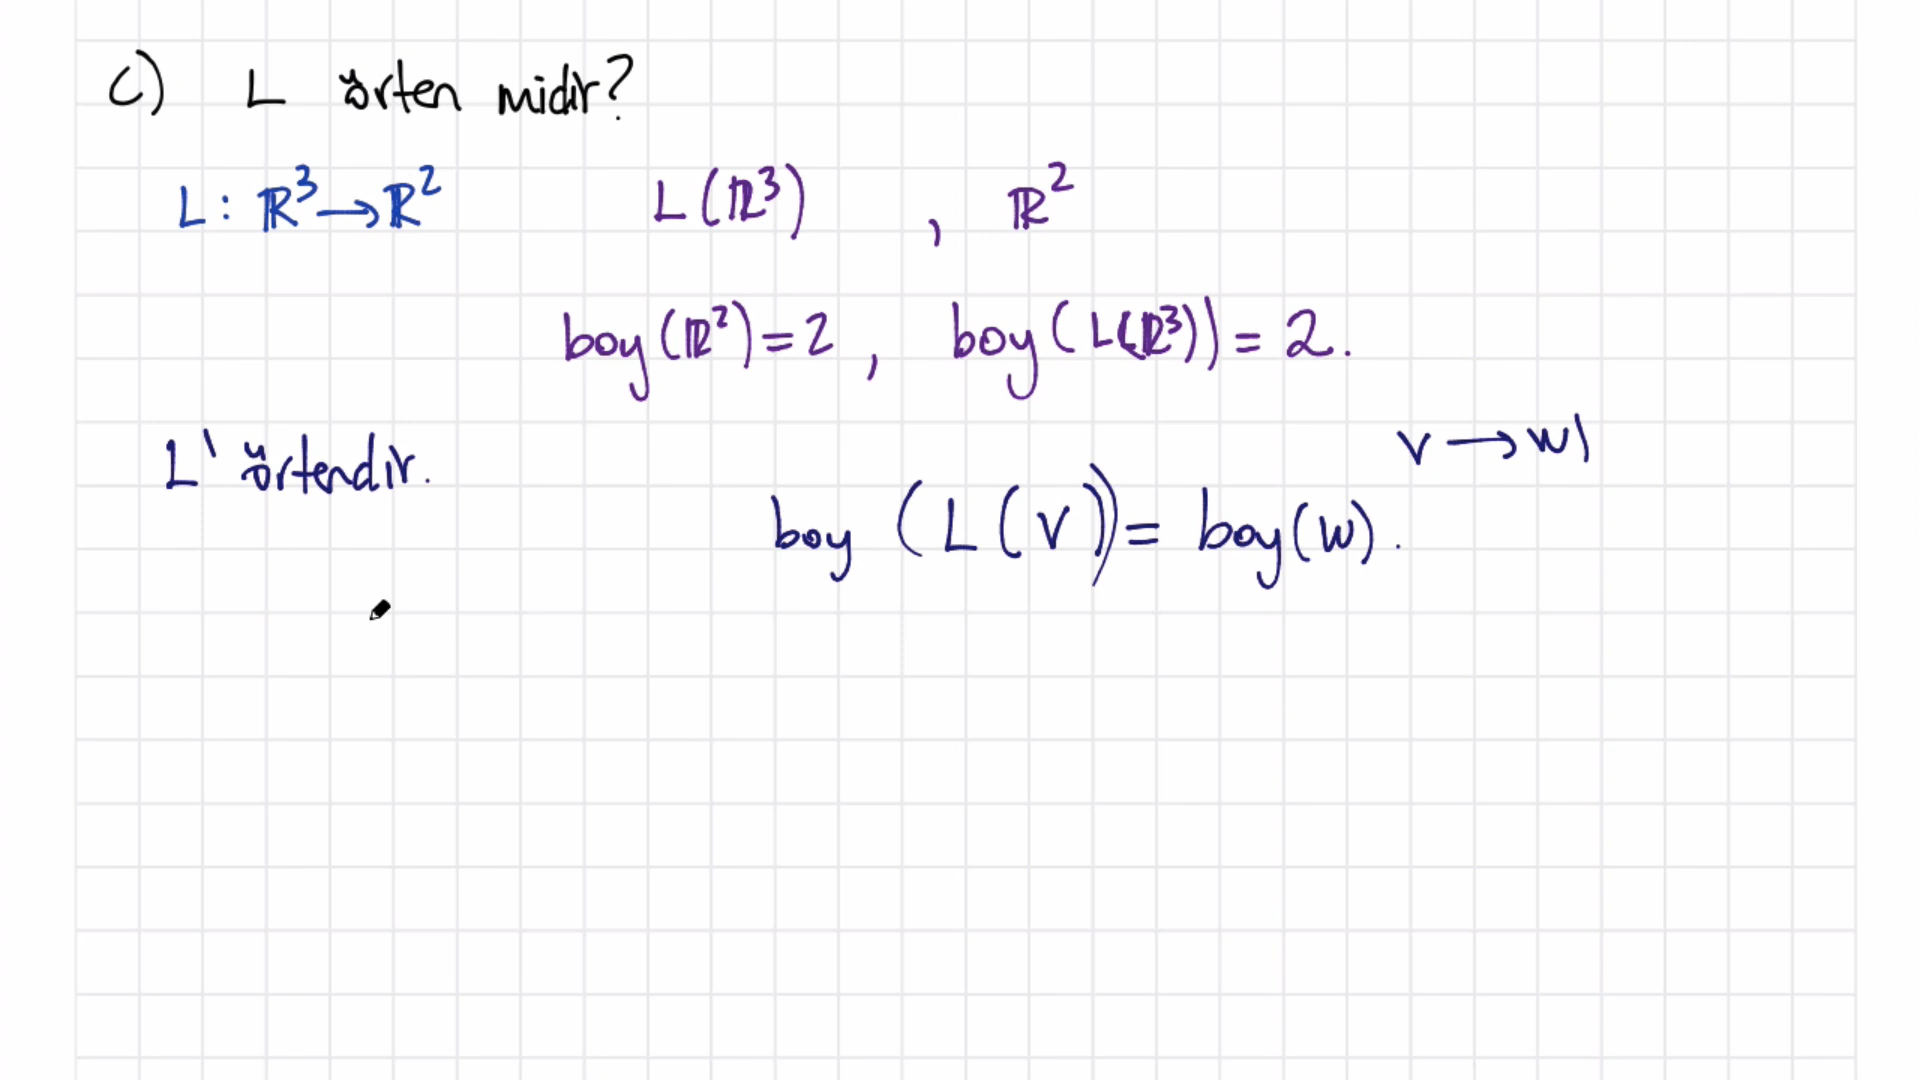 c) L örten midir?
L: ℝ³→ℝ² L(ℝ³) , ℝ²
boy(ℝ²)=2, boy(L(ℝ³))=2.
L' örtendir.
V→W)
boy (L(V))= boy(W).